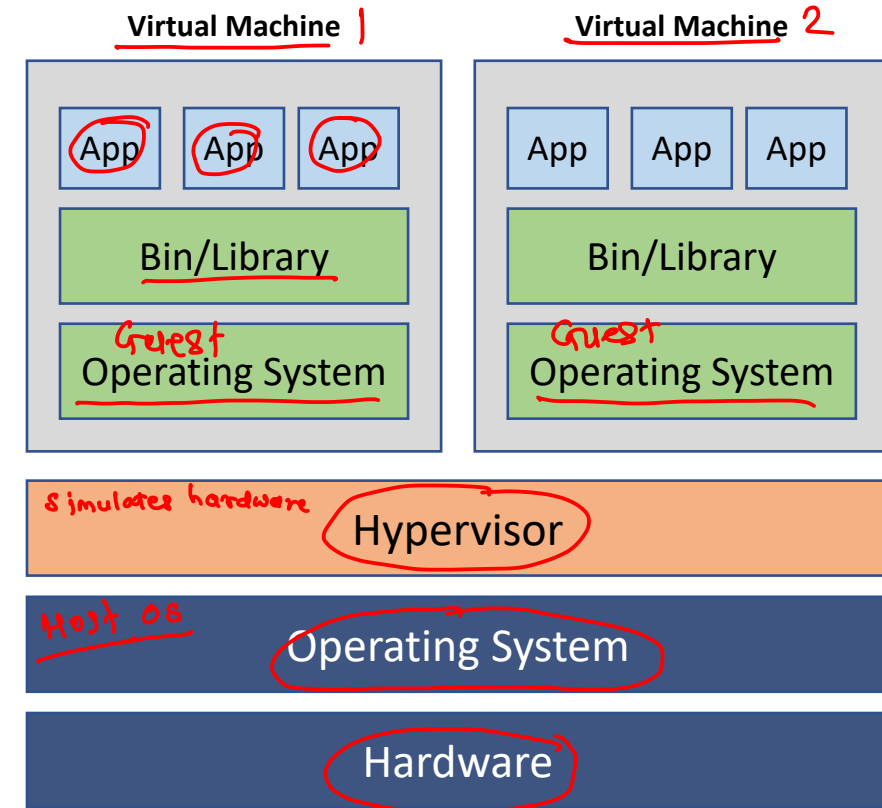 Virtual Machine 1
Virtual Machine 2
App App App
Bin/Library
Guest
Operating System
App App App
Bin/Library
Guest
Operating System
Simulates hardware
Hypervisor
Host OS
Operating System
Hardware